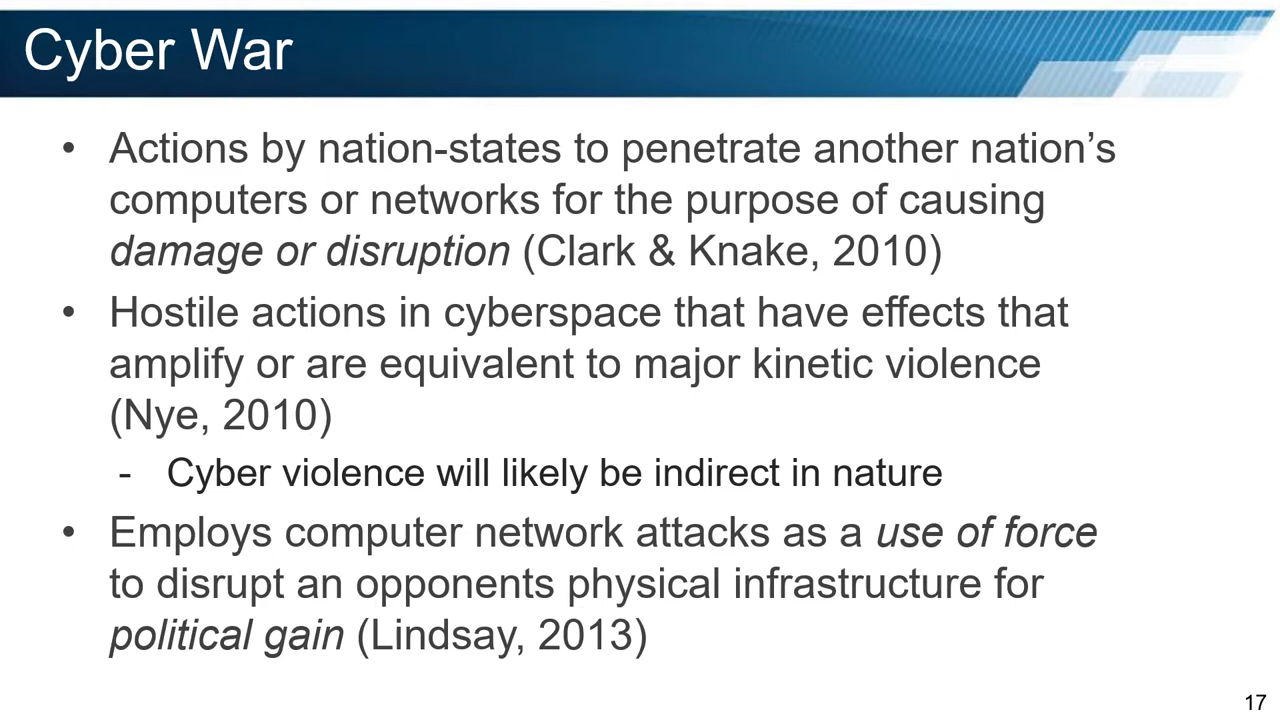 Cyber War
• Actions by nation-states to penetrate another nation’s
computers or networks for the purpose of causing
damage or disruption (Clark & Knake, 2010)
• Hostile actions in cyberspace that have effects that
amplify or are equivalent to major kinetic violence
(Nye, 2010)
- Cyber violence will likely be indirect in nature
• Employs computer network attacks as a use of force
to disrupt an opponents physical infrastructure for
political gain (Lindsay, 2013)
17